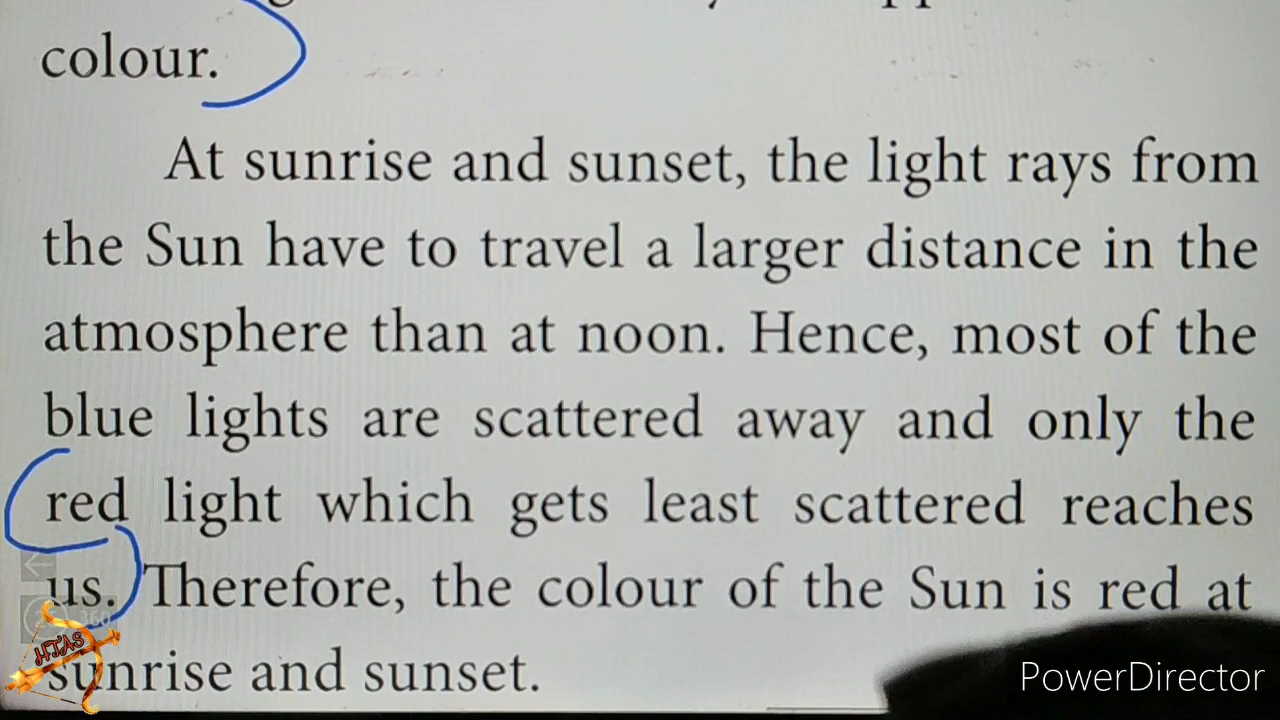 colour.
At sunrise and sunset, the light rays from
the Sun have to travel a larger distance in the
atmosphere than at noon. Hence, most of the
blue lights are scattered away and only the
red light which gets least scattered reaches
us. Therefore, the colour of the Sun is red at
sunrise and sunset.
HTAS
PowerDirector